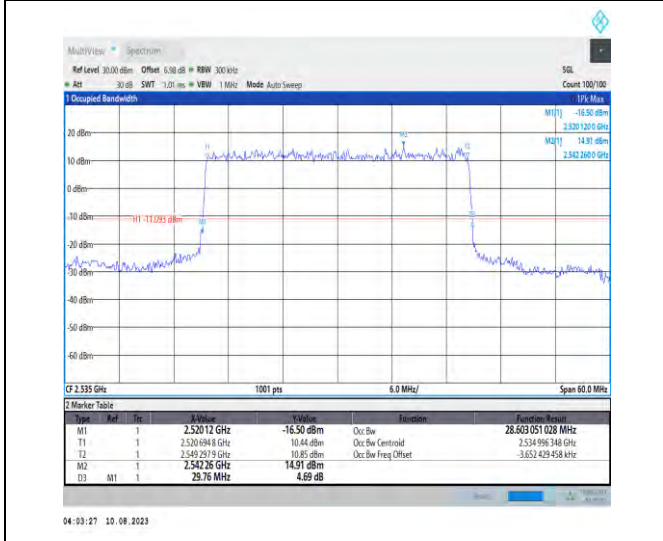 MultiView Spectrum
Ref Level 30.00 dBm Offset 6.98 dB RBW 300 kHz SGL
Att 30 dB SWT 1.01 ms VBW 1 MHz Mode Auto Sweep Count 100/100
1 Occupied Bandwidth 1Pk Max
M1[1] -16.50 dBm
2.520 120 0 GHz
M2[1] 14.91 dBm
2.542 260 0 GHz
20 dBm
10 dBm
0 dBm
-10 dBm
H1 -11.093 dBm
-20 dBm
-30 dBm
-40 dBm
-50 dBm
-60 dBm
T1
M2
T2
M1
CF 2.535 GHz 1001 pts 6.0 MHz/ Span 60.0 MHz
2 Marker Table
Type Ref Trc X-Value Y-Value Function Function Result
M1 1 2.52012 GHz -16.50 dBm Occ Bw 28.603 051 028 MHz
T1 1 2.520 694 8 GHz 10.44 dBm Occ Bw Centroid 2.534 996 348 GHz
T2 1 2.549 297 9 GHz 10.85 dBm Occ Bw Freq Offset -3.652 429 458 kHz
M2 1 2.54226 GHz 14.91 dBm
D3 M1 1 29.76 MHz 4.69 dB
04:03:27 10.08.2023